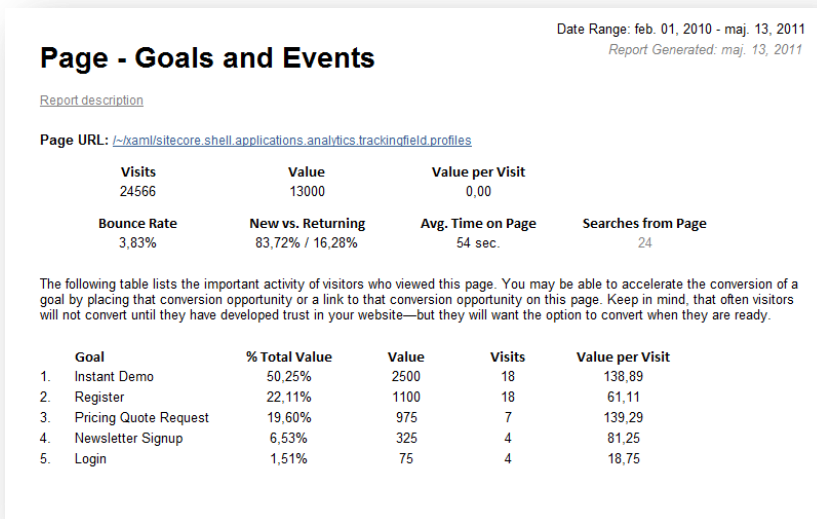 Date Range: feb. 01, 2010 - maj. 13, 2011
Page - Goals and Events
Report Generated: maj. 13, 2011
Report description
Page URL: /~/xaml/sitecore.shell.applications.analytics.trackingfield.profiles
Visits Value Value per Visit
24566 13000 0,00
Bounce Rate New vs. Returning Avg. Time on Page Searches from Page
3,83% 83,72% / 16,28% 54 sec. 24
The following table lists the important activity of visitors who viewed this page. You may be able to accelerate the conversion of a
goal by placing that conversion opportunity or a link to that conversion opportunity on this page. Keep in mind, that often visitors
will not convert until they have developed trust in your website—but they will want the option to convert when they are ready.
Goal % Total Value Value Visits Value per Visit
1. Instant Demo 50,25% 2500 18 138,89
2. Register 22,11% 1100 18 61,11
3. Pricing Quote Request 19,60% 975 7 139,29
4. Newsletter Signup 6,53% 325 4 81,25
5. Login 1,51% 75 4 18,75